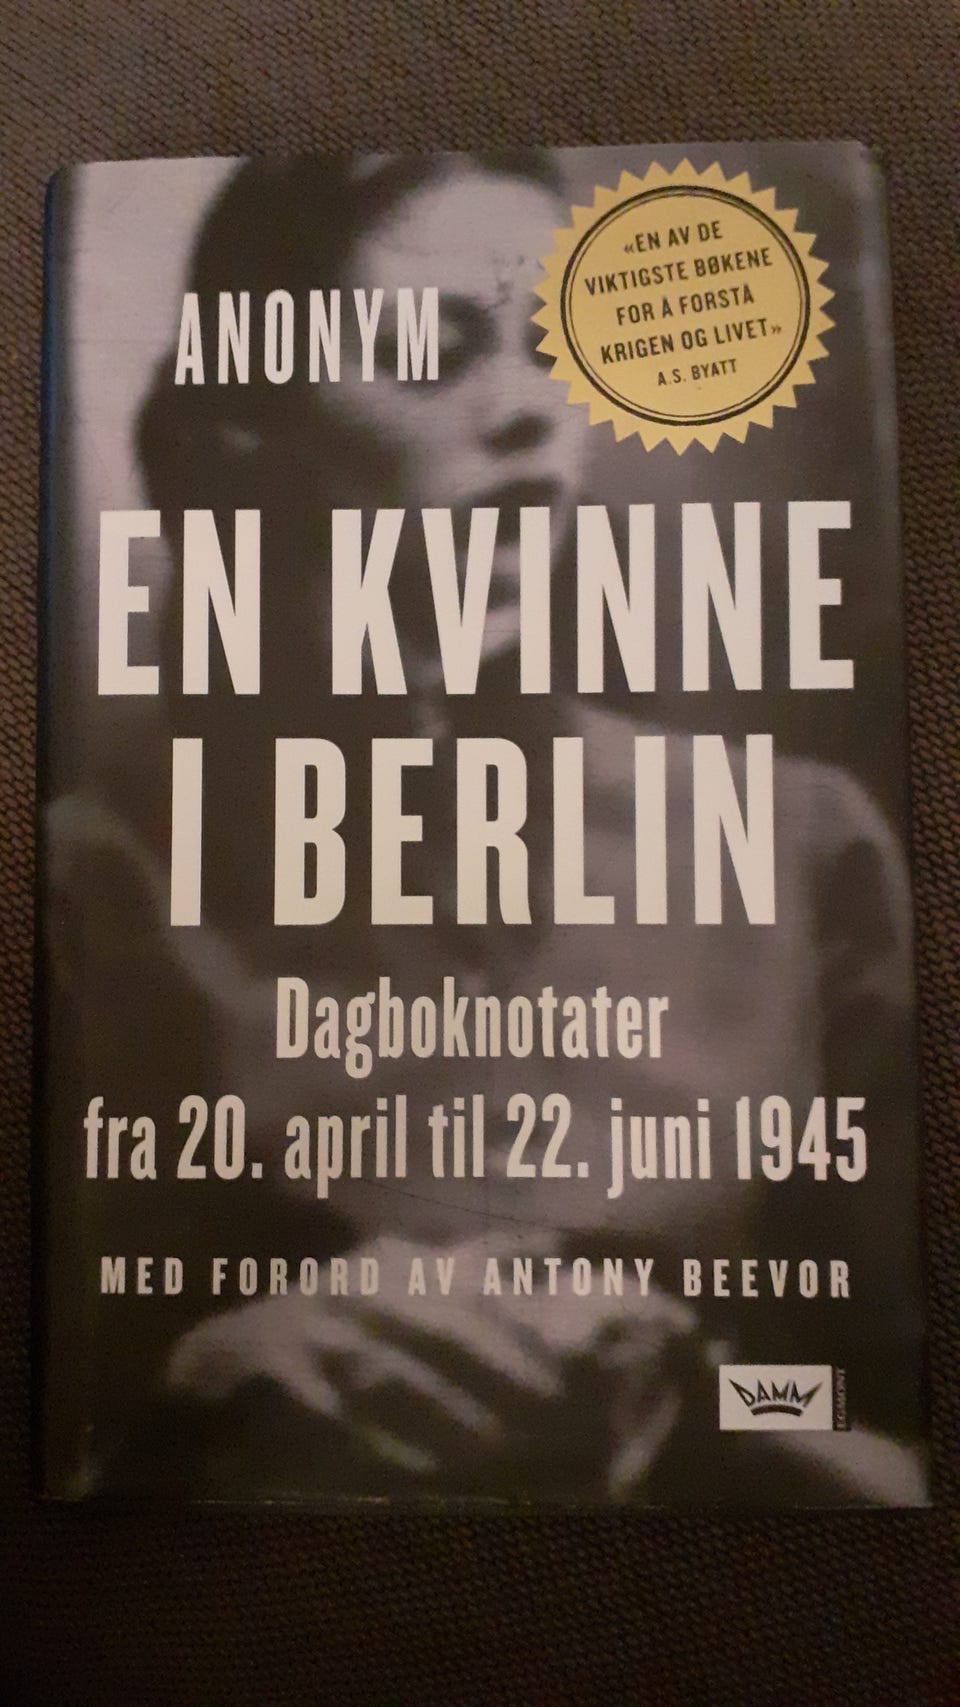 ANONYM
«EN AV DE
VIKTIGSTE BØKENE
FOR Å FORSTÅ
KRIGEN OG LIVET»
A.S. BYATT
EN KVINNE
I BERLIN
Dagboknotater
fra 20. april til 22. juni 1945
MED FORORD AV ANTONY BEEVOR
DAMM
EGMONT